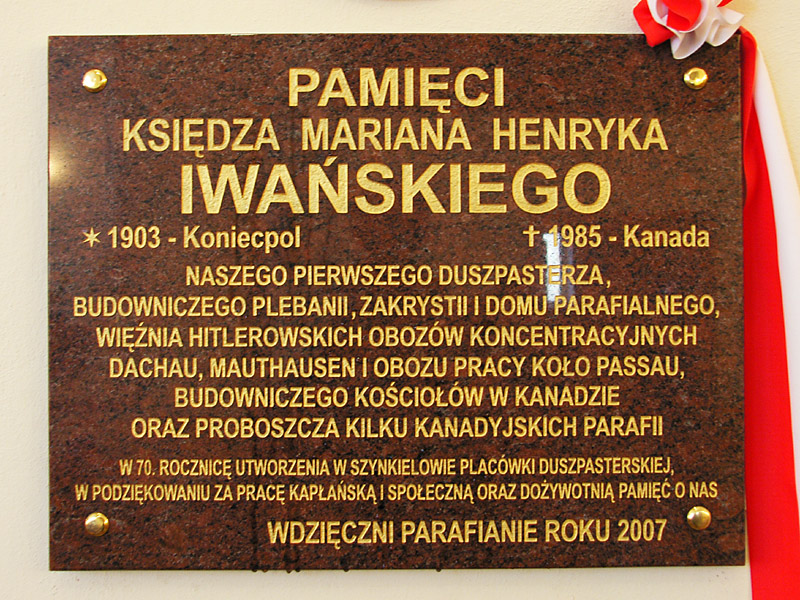 PAMIĘCI
KSIĘDZA MARIANA HENRYKA
IWAŃSKIEGO
✶ 1903 - Koniecpol ✝ 1985 - Kanada
NASZEGO PIERWSZEGO DUSZPASTERZA,
BUDOWNICZEGO PLEBANII, ZAKRYSTII I DOMU PARAFIALNEGO,
WIĘŹNIA HITLEROWSKICH OBOZÓW KONCENTRACYJNYCH
DACHAU, MAUTHAUSEN I OBOZU PRACY KOŁO PASSAU,
BUDOWNICZEGO KOŚCIOŁÓW W KANADZIE
ORAZ PROBOSZCZA KILKU KANADYJSKICH PARAFII
W 70. ROCZNICĘ UTWORZENIA W SZYNKIELOWIE PLACÓWKI DUSZPASTERSKIEJ,
W PODZIĘKOWANIU ZA PRACĘ KAPŁAŃSKĄ I SPOŁECZNĄ ORAZ DOŻYWOTNIĄ PAMIĘĆ O NAS
WDZIĘCZNI PARAFIANIE ROKU 2007